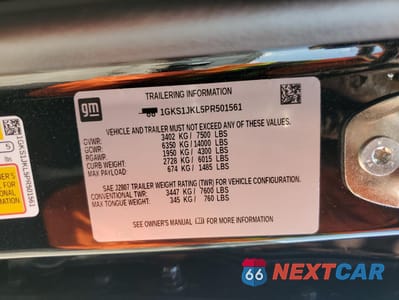 gm
TRAILERING INFORMATION
1GKS1JKL5PR501561
VEHICLE AND TRAILER MUST NOT EXCEED ANY OF THESE VALUES.
GVWR: 3402 KG/ 7500 LBS
GCWR: 6350 KG/14000 LBS
RGAWR: 1950 KG/ 4300 LBS
CURB WEIGHT: 2728 KG/ 6015 LBS
MAX PAYLOAD 674 KG/ 1485 LBS
SAE J2807 TRAILER WEIGHT RATING (TWR) FOR VEHICLE CONFIGURATION.
CONVENTIONAL TWR: 3447 KG / 7600 LBS
MAX TONGUE WEIGHT: 345 KG / 760 LBS
SEE OWNER'S MANUAL FOR MORE INFORMATION
1GKS1JKL5PR501561
5
lbs
66 NEXTCAR